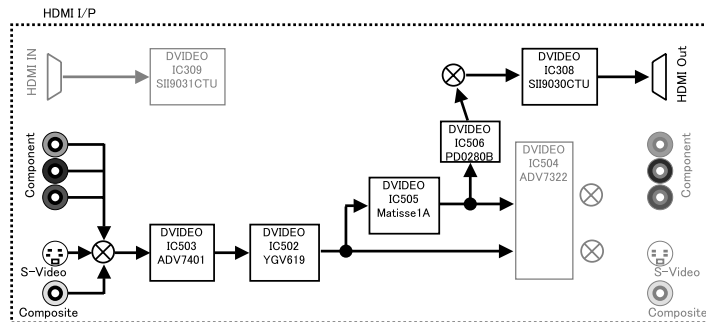 HDMI I/P
HDMI IN
DVIDEO
IC309
SII9031CTU
DVIDEO
IC308
SII9030CTU
HDMI Out
DVIDEO
IC506
PD0280B
Component
DVIDEO
IC504
ADV7322
Component
DVIDEO
IC505
Matisse1A
DVIDEO
IC503
ADV7401
DVIDEO
IC502
YGV619
S-Video
S-Video
Composite
Composite